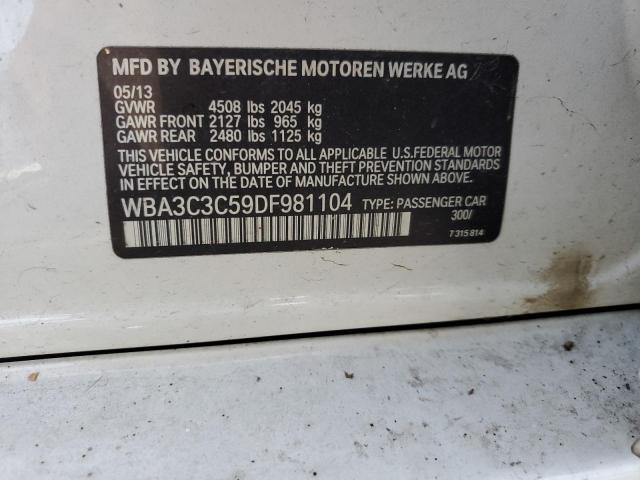 MFD BY BAYERISCHE MOTOREN WERKE AG
05/13
GVWR 4508 lbs 2045 kg
GAWR FRONT 2127 lbs 965 kg
GAWR REAR 2480 lbs 1125 kg
THIS VEHICLE CONFORMS TO ALL APPLICABLE U.S.FEDERAL MOTOR
VEHICLE SAFETY, BUMPER AND THEFT PREVENTION STANDARDS
IN EFFECT ON THE DATE OF MANUFACTURE SHOWN ABOVE.
WBA3C3C59DF981104 TYPE: PASSENGER CAR
300/
7315814